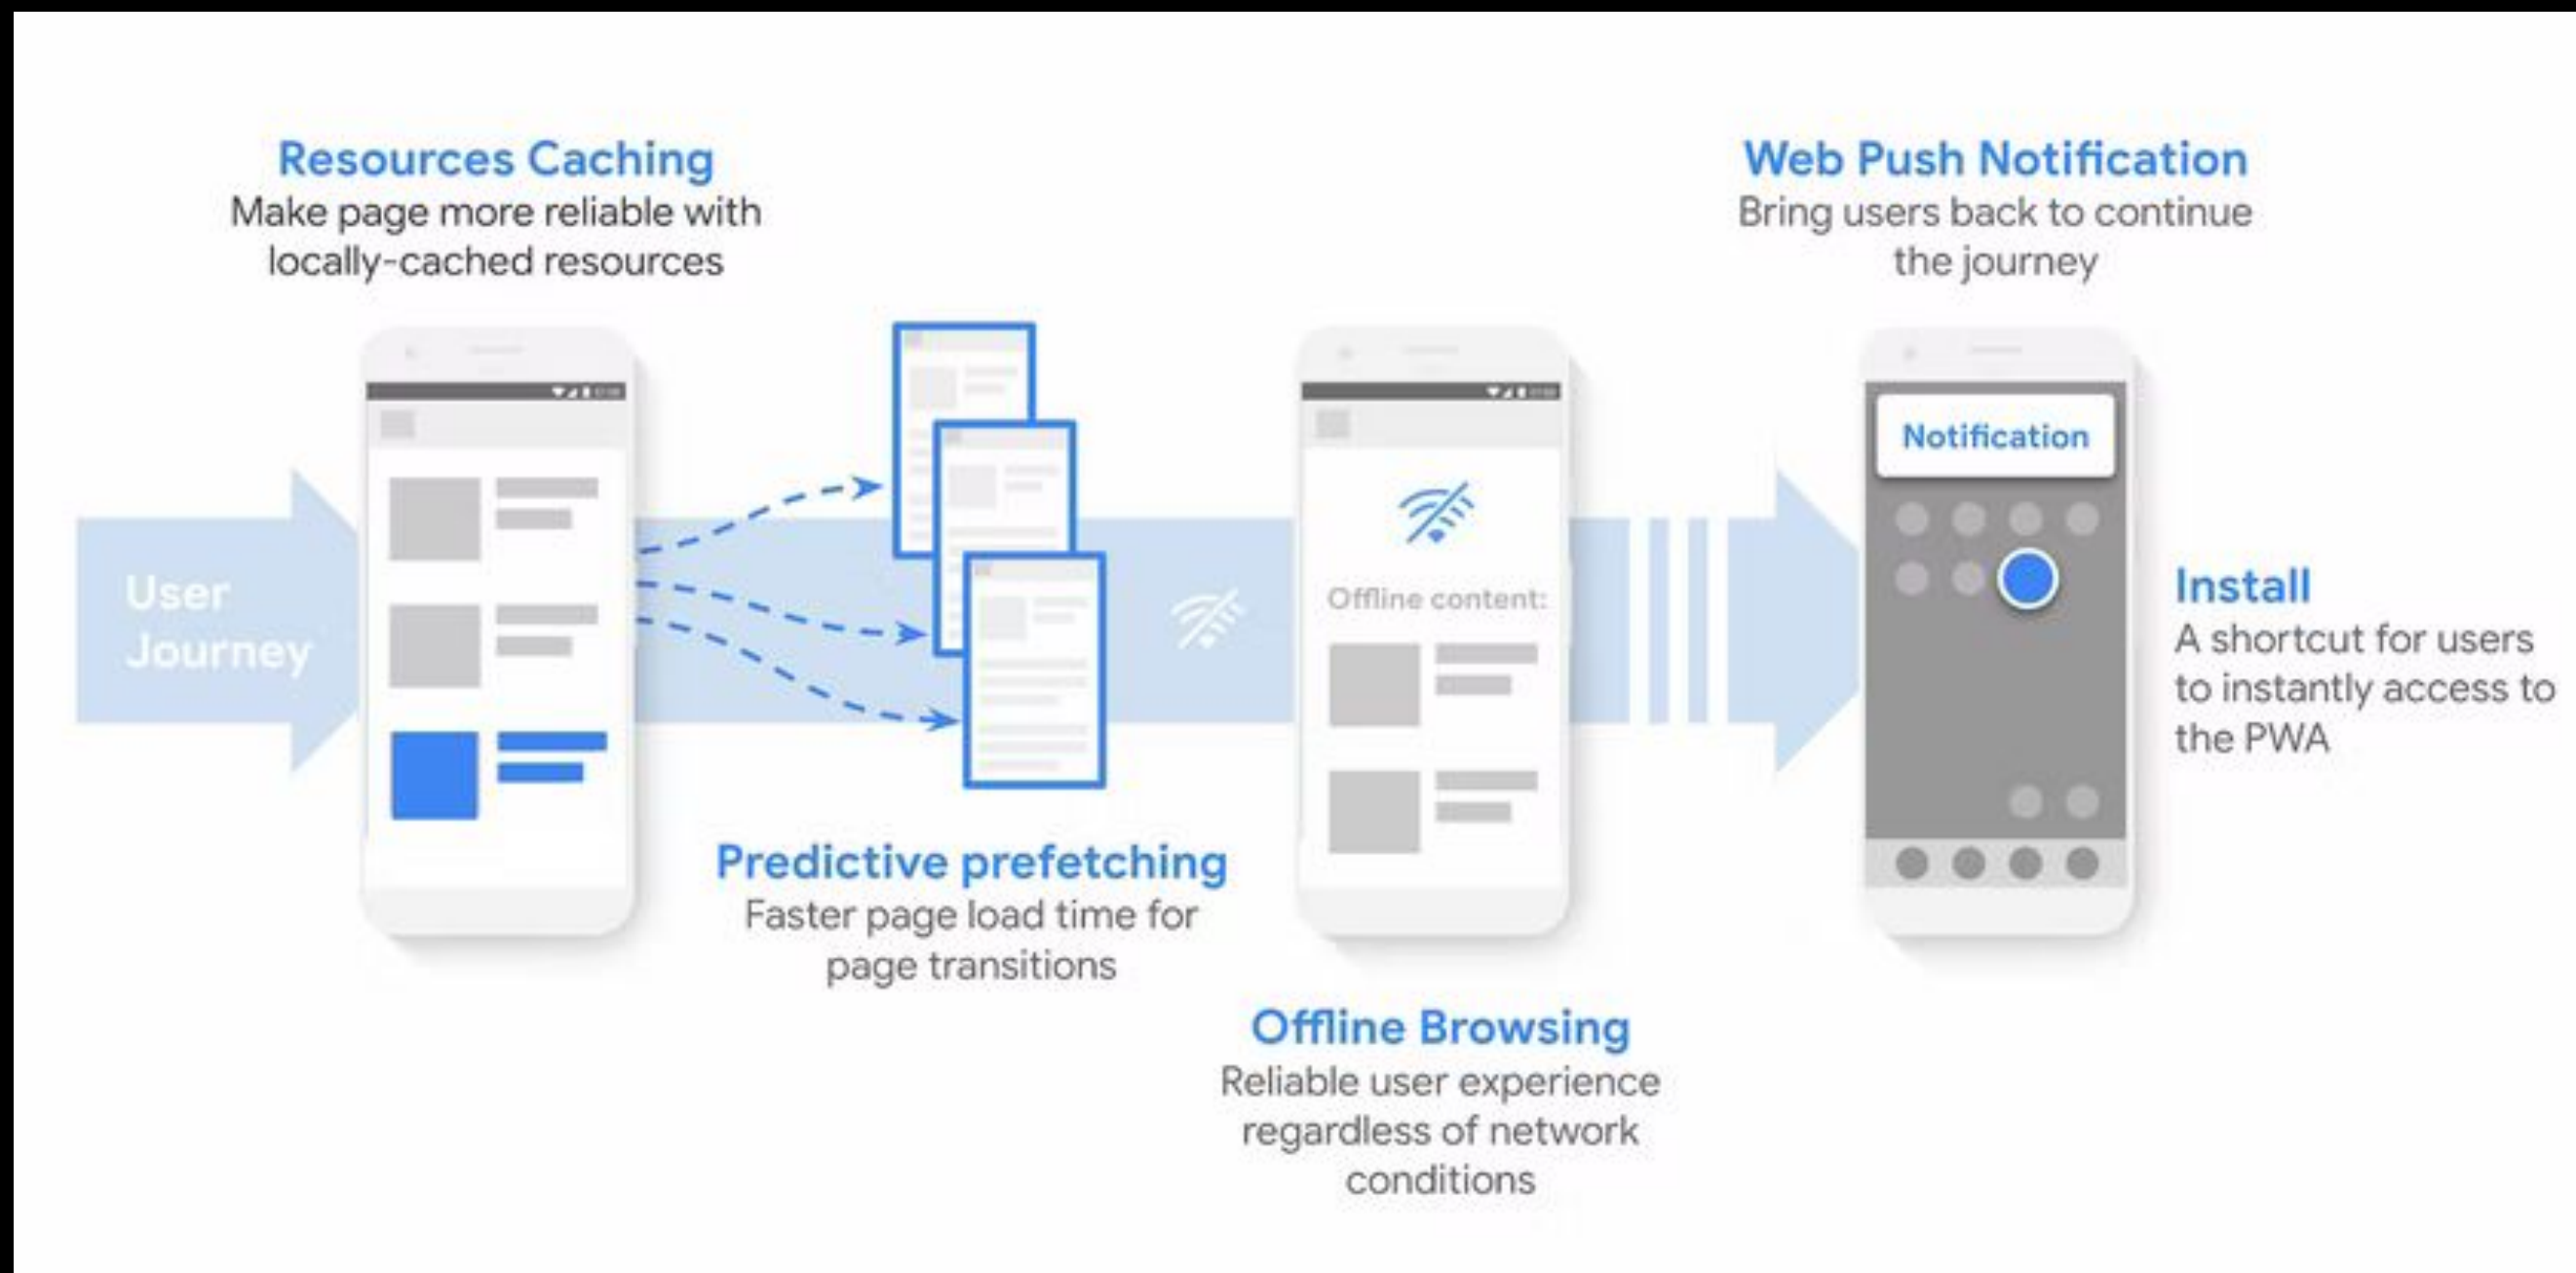 Resources Caching
Make page more reliable with
locally-cached resources
Web Push Notification
Bring users back to continue
the journey
User
Journey
Notification
Offline content:
Install
A shortcut for users
to instantly access to
the PWA
Predictive prefetching
Faster page load time for
page transitions
Offline Browsing
Reliable user experience
regardless of network
conditions